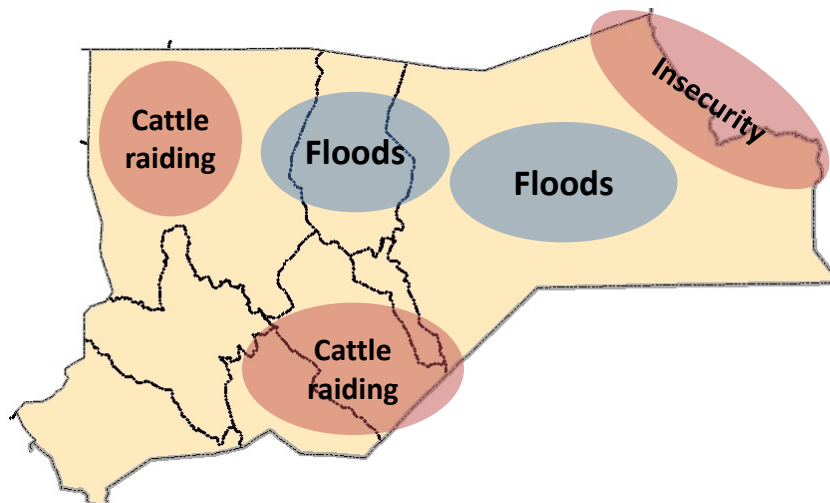 Insecurity
Cattle
raiding
Floods
Floods
Cattle
raiding